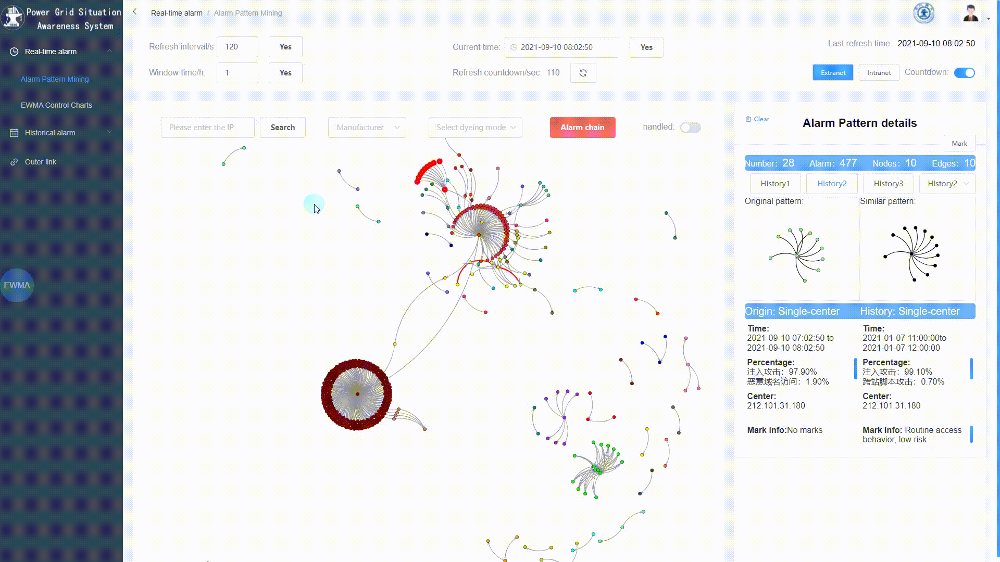 Power Grid Situation
Awareness System
Real-time alarm
Alarm Pattern Mining
EWMA Control Charts
Historical alarm
Outer link
EWMA
Real-time alarm / Alarm Pattern Mining
Refresh interval/s: 120 Yes
Current time: 2021-09-10 08:02:50 Yes
Last refresh time: 2021-09-10 08:02:50
Window time/h: 1 Yes
Refresh countdown/sec: 110
Extranet Intranet Countdown:
Please enter the IP Search Manufacturer Select dyeing mode Alarm chain handled:
Clear
Alarm Pattern details
Mark
Number: 28 Alarm: 477 Nodes: 10 Edges: 10
History1 History2 History3 History2
Original pattern: Similar pattern:
Origin: Single-center History: Single-center
Time:
2021-09-10 07:02:50 to
2021-09-10 08:02:50
Time:
2021-01-07 11:00:00to
2021-01-07 12:00:00
Percentage:
注入攻击：97.90%
恶意域名访问：1.90%
Percentage:
注入攻击：99.10%
跨站脚本攻击：0.70%
Center:
212.101.31.180
Center:
212.101.31.180
Mark info:No marks
Mark info: Routine access
behavior, low risk